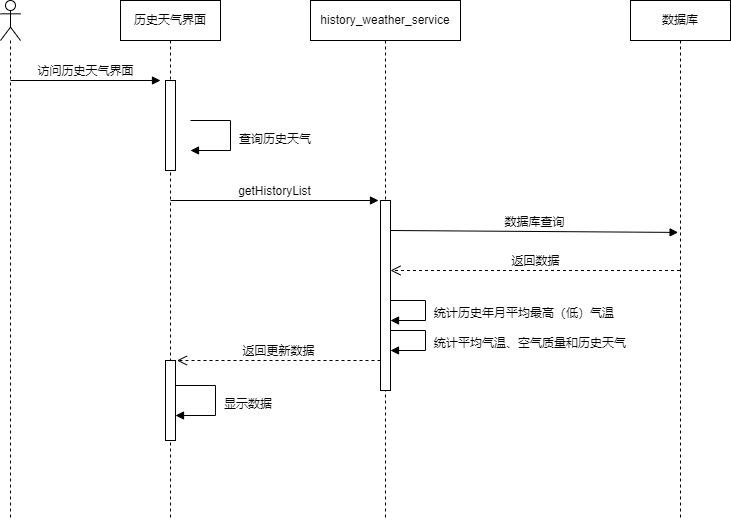 历史天气界面
history_weather_service
数据库
访问历史天气界面
查询历史天气
getHistoryList
数据库查询
返回数据
统计历史年月平均最高（低）气温
统计平均气温、空气质量和历史天气
返回更新数据
显示数据